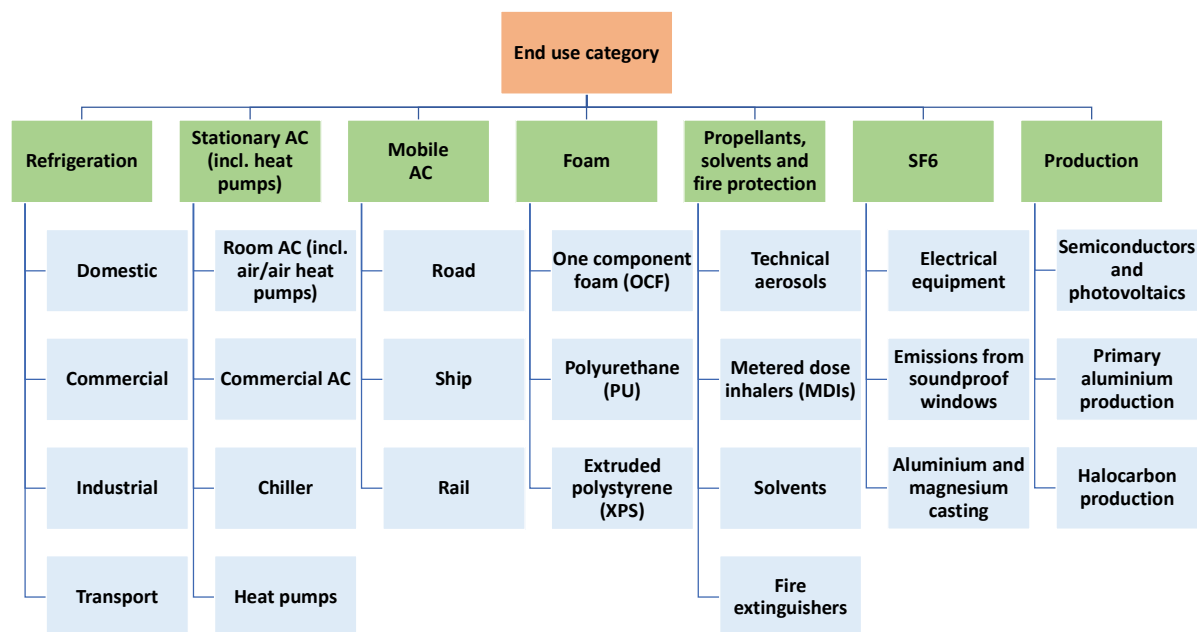 End use category
Refrigeration
Stationary AC
(incl. heat
pumps)
Mobile
AC
Foam
Propellants,
solvents and
fire protection
SF6
Production
Domestic
Commercial
Industrial
Transport
Room AC (incl.
air/air heat
pumps)
Commercial AC
Chiller
Heat pumps
Road
Ship
Rail
One component
foam (OCF)
Polyurethane
(PU)
Extruded
polystyrene
(XPS)
Technical
aerosols
Metered dose
inhalers (MDIs)
Solvents
Fire
extinguishers
Electrical
equipment
Emissions from
soundproof
windows
Aluminium and
magnesium
casting
Semiconductors
and
photovoltaics
Primary
aluminium
production
Halocarbon
production